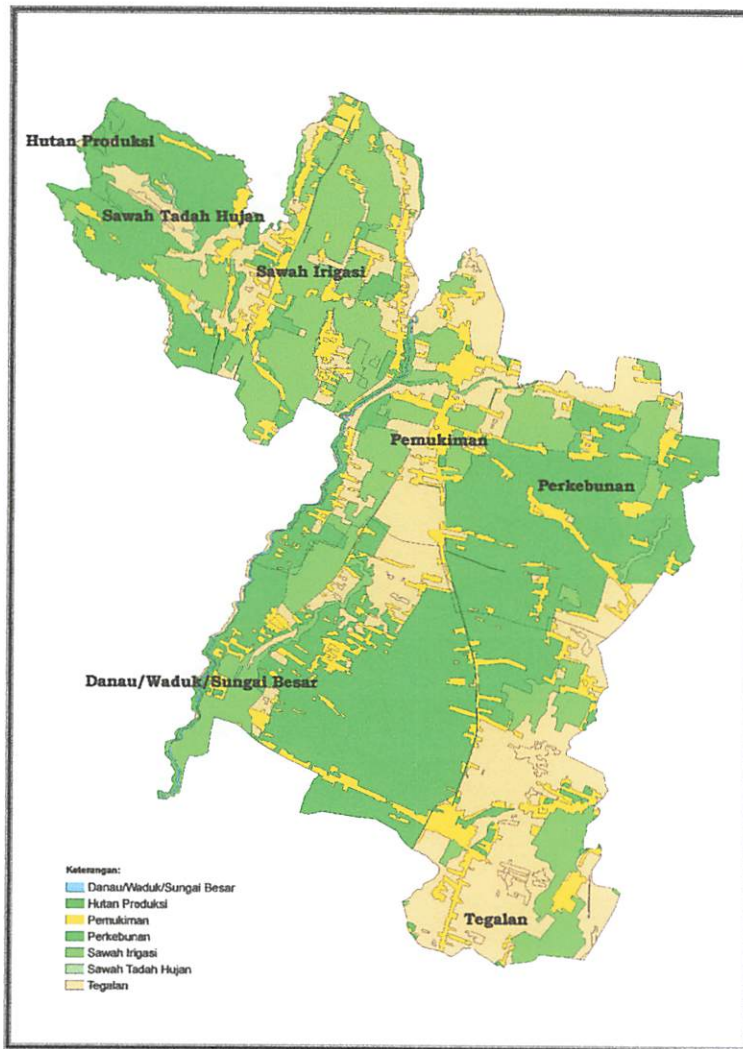 Hutan Produksi
Sawah Tadah Hujan
Sawah Irigasi
Pemukiman
Perkebunan
Danau/Waduk/Sungai Besar
Tegalan
Keterangan:
Danau/Waduk/Sungai Besar
Hutan Produksi
Pemukiman
Perkebunan
Sawah Irigasi
Sawah Tadah Hujan
Tegalan